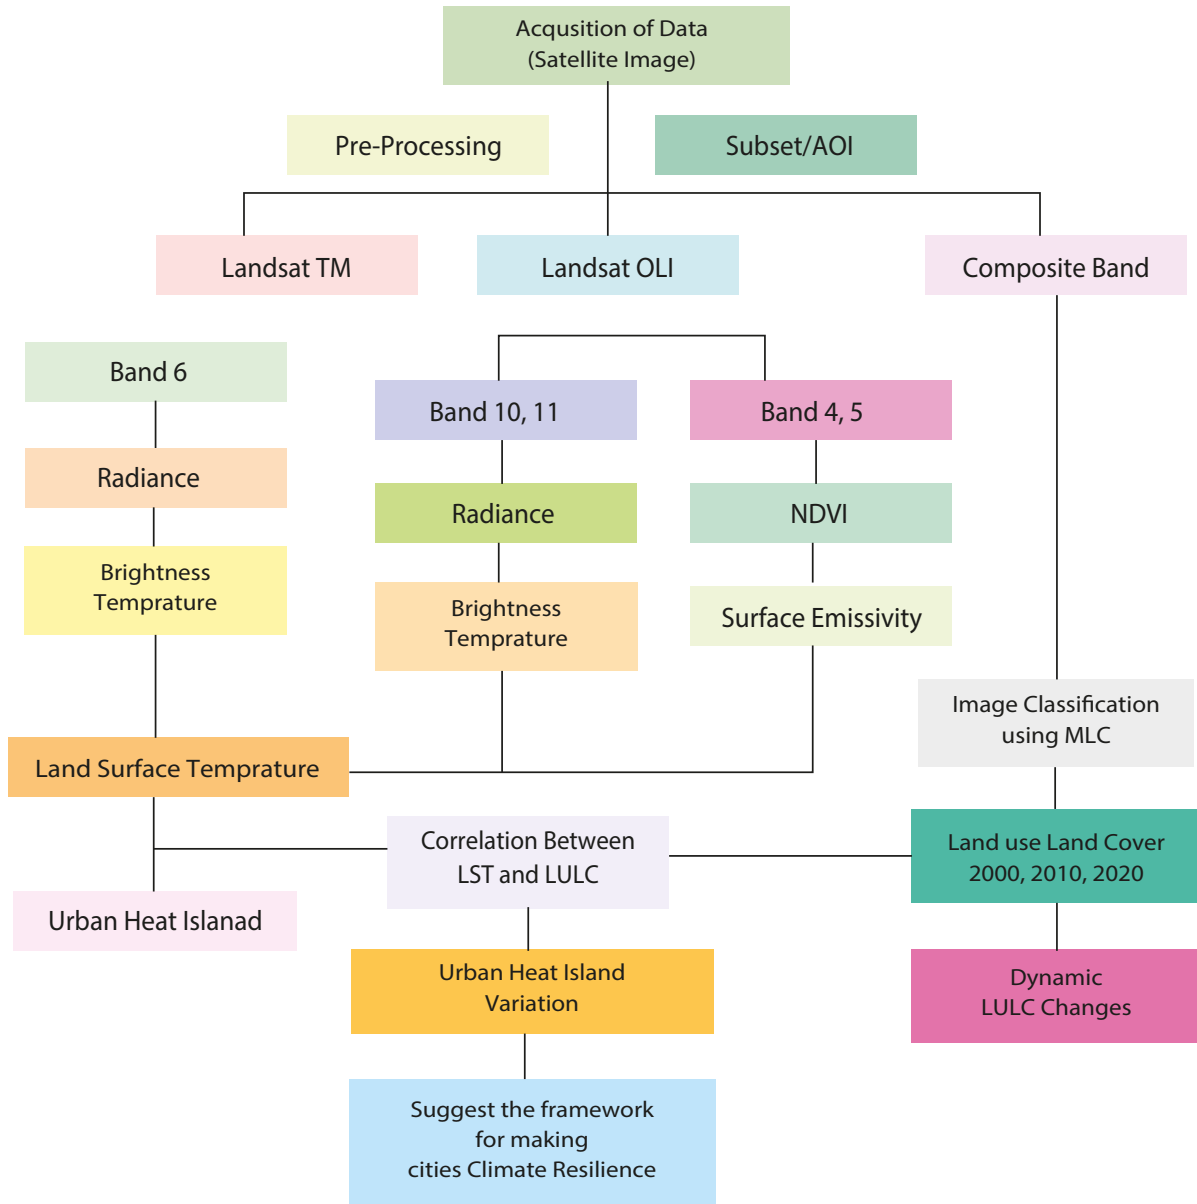 Acqusition of Data
(Satellite Image)
Pre-Processing
Subset/AOI
Landsat TM
Landsat OLI
Composite Band
Band 6
Band 10, 11
Band 4, 5
Radiance
Radiance
NDVI
Brightness
Temprature
Brightness
Temprature
Surface Emissivity
Image Classification
using MLC
Land Surface Temprature
Correlation Between
LST and LULC
Land use Land Cover
2000, 2010, 2020
Urban Heat Islanad
Urban Heat Island
Variation
Dynamic
LULC Changes
Suggest the framework
for making
cities Climate Resilience